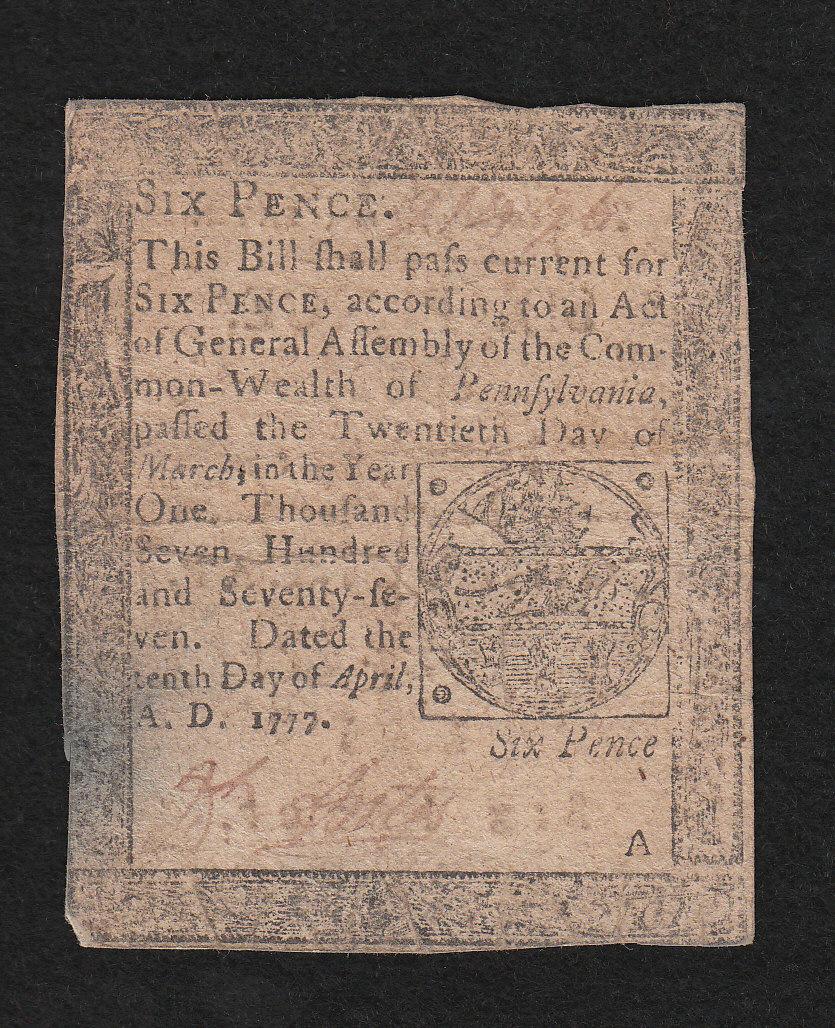 SIX PENCE.
This Bill ſhall paſs current for
SIX PENCE, according to an Act
of General Aſſembly of the Com-
mon-Wealth of Pennſylvania,
paſſed the Twentieth Day of
March, in the Year
One Thouſand
Seven Hundred
and Seventy-ſe-
ven. Dated the
tenth Day of April,
A. D. 1777.
Six Pence
A